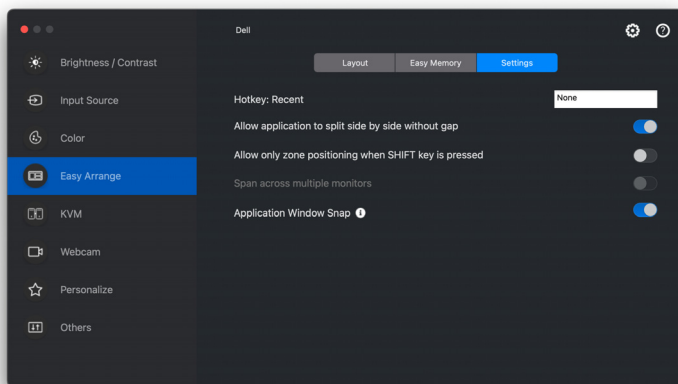 Dell
Brightness / Contrast
Input Source
Color
Easy Arrange
KVM
Webcam
Personalize
Others
Layout
Easy Memory
Settings
Hotkey: Recent
None
Allow application to split side by side without gap
Allow only zone positioning when SHIFT key is pressed
Span across multiple monitors
Application Window Snap